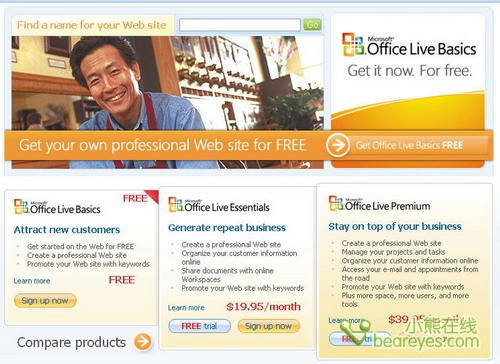 Find a name for your Web site
Go
Microsoft®
Office Live Basics
Get it now. For free.
Get your own professional Web site for FREE
Get Office Live Basics FREE
FREE
Microsoft®
Office Live Basics
Attract new customers
Get started on the Web for FREE
Create a professional Web site
Promote your Web site with keywords
Learn more
FREE
Sign up now
Microsoft®
Office Live Essentials
Generate repeat business
Create a professional Web site
Organize your customer information
online
Share documents with online
Workspaces
Promote your Web site with keywords
Learn more
$19.95/month
FREE trial
Sign up now
Microsoft®
Office Live Premium
Stay on top of your business
Create a professional Web site
Manage your projects and tasks
Organize your customer information online
Access your e-mail and appointments
from the road
Promote your Web site with keywords
Plus more space, more users, and more
tools
Learn more
FREE trial
Compare products
小熊在线
beareyes.com